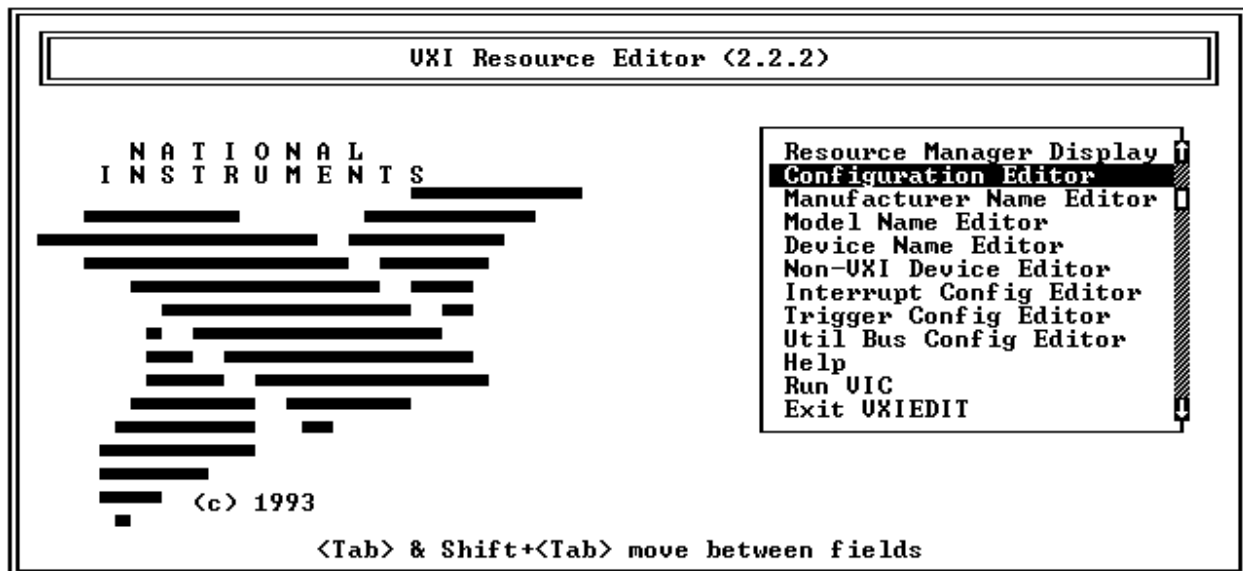 VXI Resource Editor (2.2.2)
N A T I O N A L
I N S T R U M E N T S
Resource Manager Display
Configuration Editor
Manufacturer Name Editor
Model Name Editor
Device Name Editor
Non-VXI Device Editor
Interrupt Config Editor
Trigger Config Editor
Util Bus Config Editor
Help
Run VIC
Exit VXIEDIT
(c) 1993
<Tab> & Shift+<Tab> move between fields